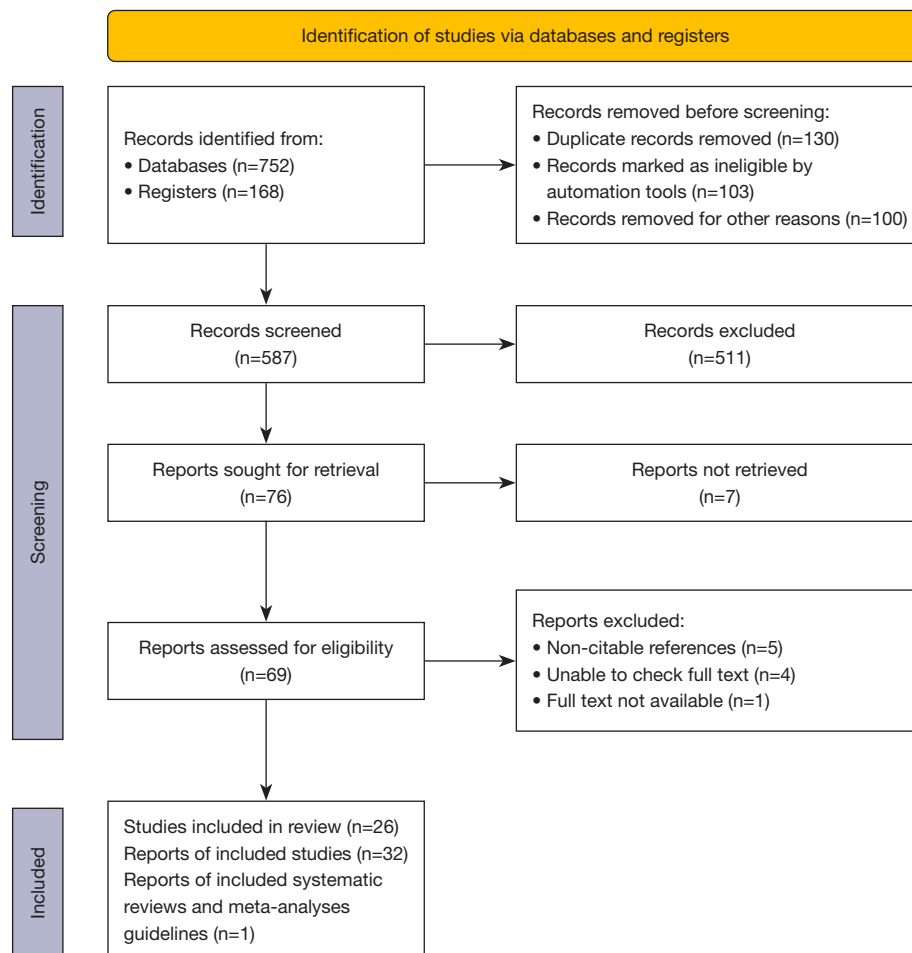 Identification of studies via databases and registers
Identification
Records identified from:
• Databases (n=752)
• Registers (n=168)
Records removed before screening:
• Duplicate records removed (n=130)
• Records marked as ineligible by
automation tools (n=103)
• Records removed for other reasons (n=100)
Screening
Records screened
(n=587)
Records excluded
(n=511)
Reports sought for retrieval
(n=76)
Reports not retrieved
(n=7)
Reports assessed for eligibility
(n=69)
Reports excluded:
• Non-citable references (n=5)
• Unable to check full text (n=4)
• Full text not available (n=1)
Included
Studies included in review (n=26)
Reports of included studies (n=32)
Reports of included systematic
reviews and meta-analyses
guidelines (n=1)